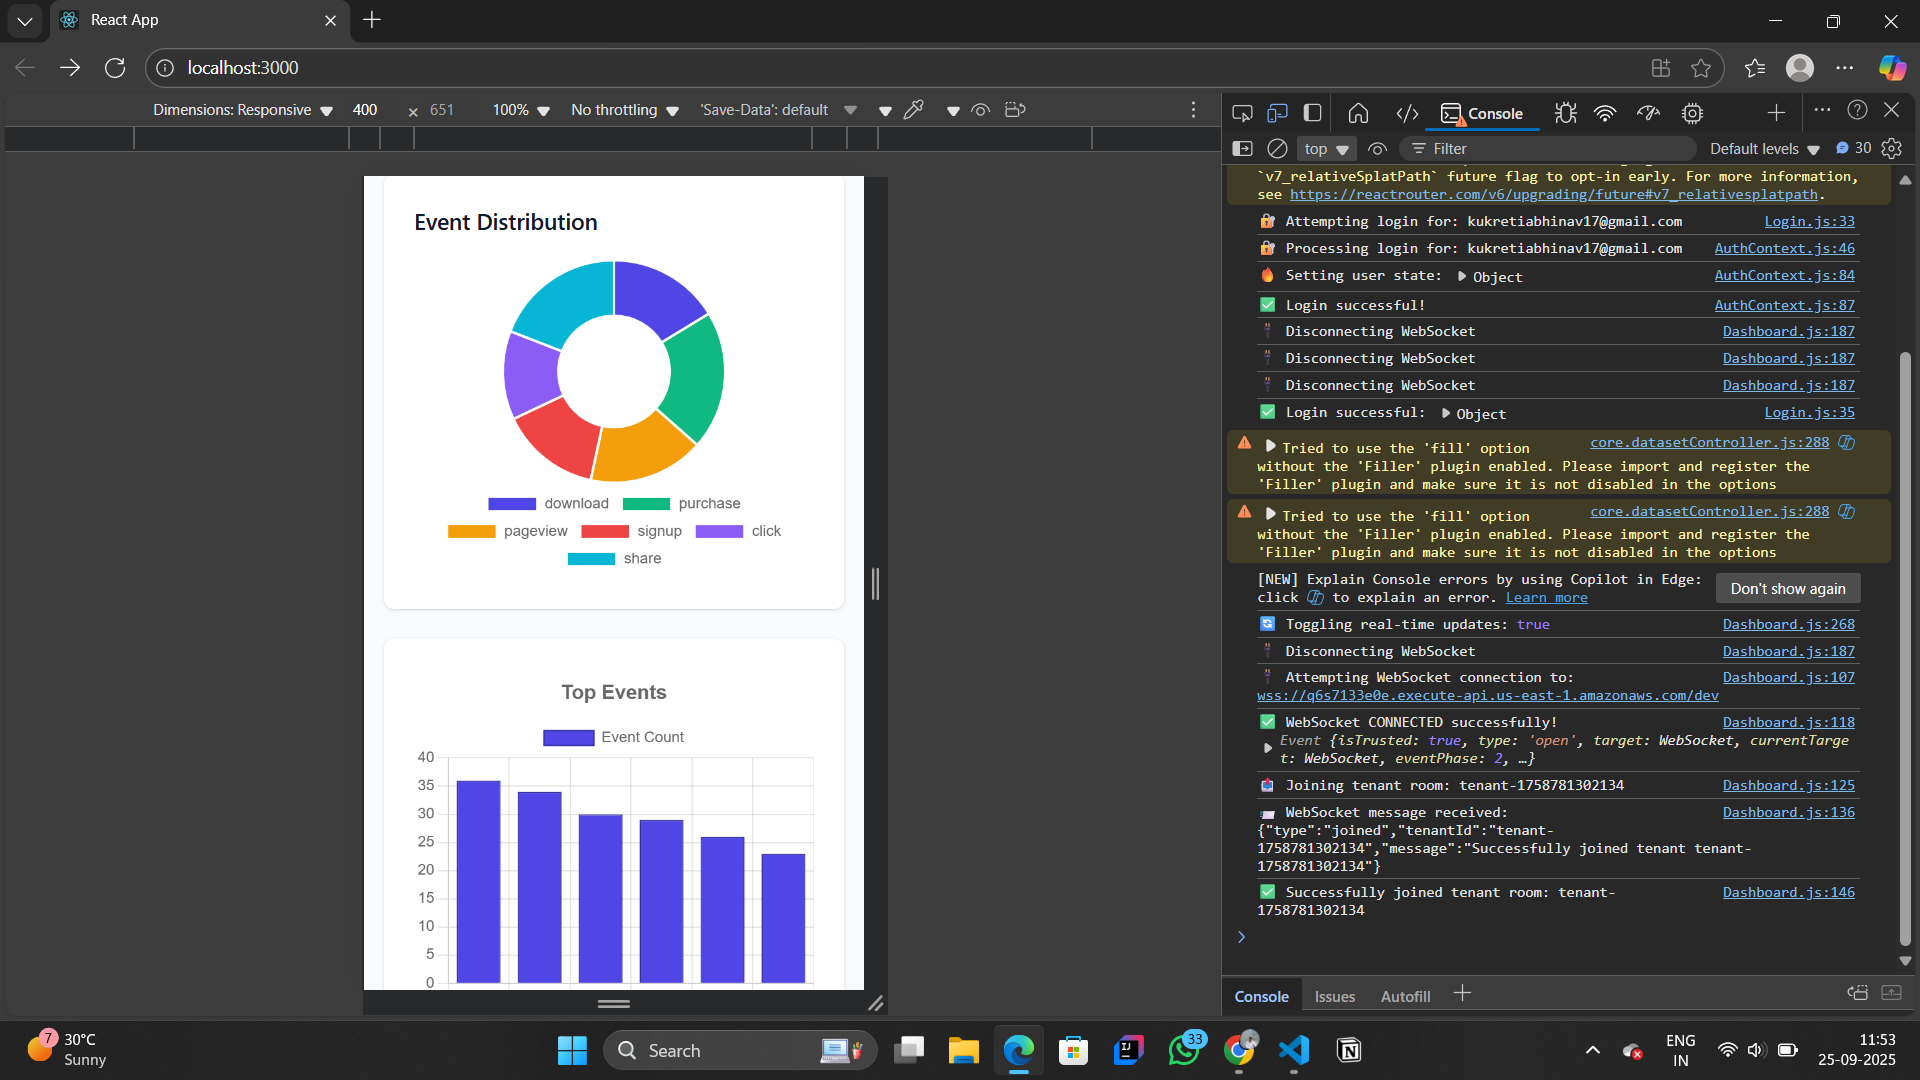 React App
localhost:3000
Dimensions: Responsive 400 × 651 100% No throttling 'Save-Data': default
Console
top Filter Default levels 30
`v7_relativeSplatPath` future flag to opt-in early. For more information,
see https://reactrouter.com/v6/upgrading/future#v7_relativesplatpath.
Attempting login for: kukretiabhinav17@gmail.com Login.js:33
Processing login for: kukretiabhinav17@gmail.com AuthContext.js:46
Setting user state: Object AuthContext.js:84
Login successful! AuthContext.js:87
Disconnecting WebSocket Dashboard.js:187
Disconnecting WebSocket Dashboard.js:187
Disconnecting WebSocket Dashboard.js:187
Login successful: Object Login.js:35
Tried to use the 'fill' option core.datasetController.js:288
without the 'Filler' plugin enabled. Please import and register the
'Filler' plugin and make sure it is not disabled in the options
Tried to use the 'fill' option core.datasetController.js:288
without the 'Filler' plugin enabled. Please import and register the
'Filler' plugin and make sure it is not disabled in the options
[NEW] Explain Console errors by using Copilot in Edge:
click to explain an error. Learn more
Don't show again
Toggling real-time updates: true Dashboard.js:268
Disconnecting WebSocket Dashboard.js:187
Attempting WebSocket connection to: Dashboard.js:107
wss://q6s7133e0e.execute-api.us-east-1.amazonaws.com/dev
WebSocket CONNECTED successfully! Dashboard.js:118
Event {isTrusted: true, type: 'open', target: WebSocket, currentTarge
t: WebSocket, eventPhase: 2, …}
Joining tenant room: tenant-1758781302134 Dashboard.js:125
WebSocket message received: Dashboard.js:136
{"type":"joined","tenantId":"tenant-
1758781302134","message":"Successfully joined tenant tenant-
1758781302134"}
Successfully joined tenant room: tenant- Dashboard.js:146
1758781302134
Console Issues Autofill
Event Distribution
download purchase
pageview signup click
share
Top Events
Event Count
40
35
30
25
20
15
10
5
0
7
30°C
Sunny
Search
33
ENG
IN
11:53
25-09-2025